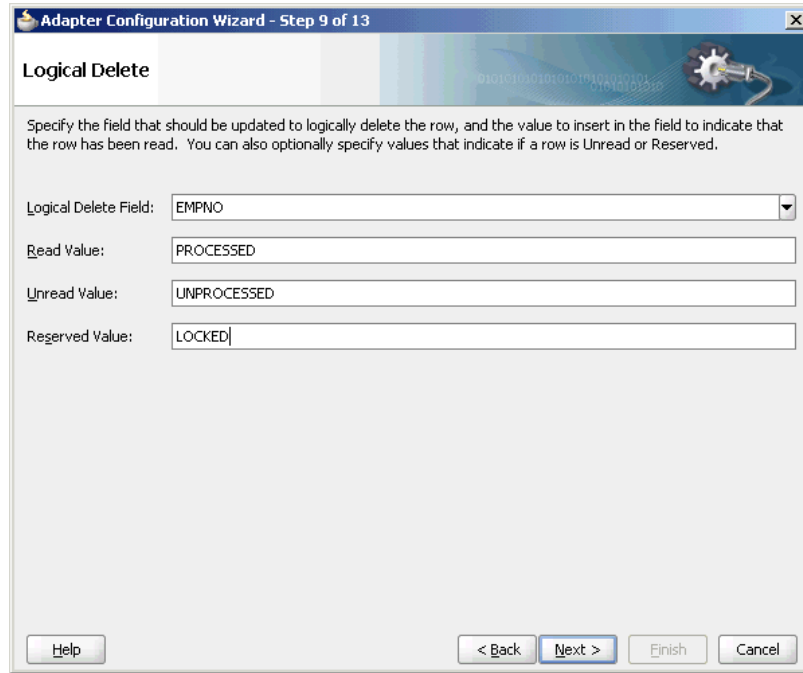 Adapter Configuration Wizard - Step 9 of 13
Logical Delete
Specify the field that should be updated to logically delete the row, and the value to insert in the field to indicate that
the row has been read. You can also optionally specify values that indicate if a row is Unread or Reserved.
Logical Delete Field: EMPNO
Read Value: PROCESSED
Unread Value: UNPROCESSED
Reserved Value: LOCKED
Help < Back Next > Finish Cancel